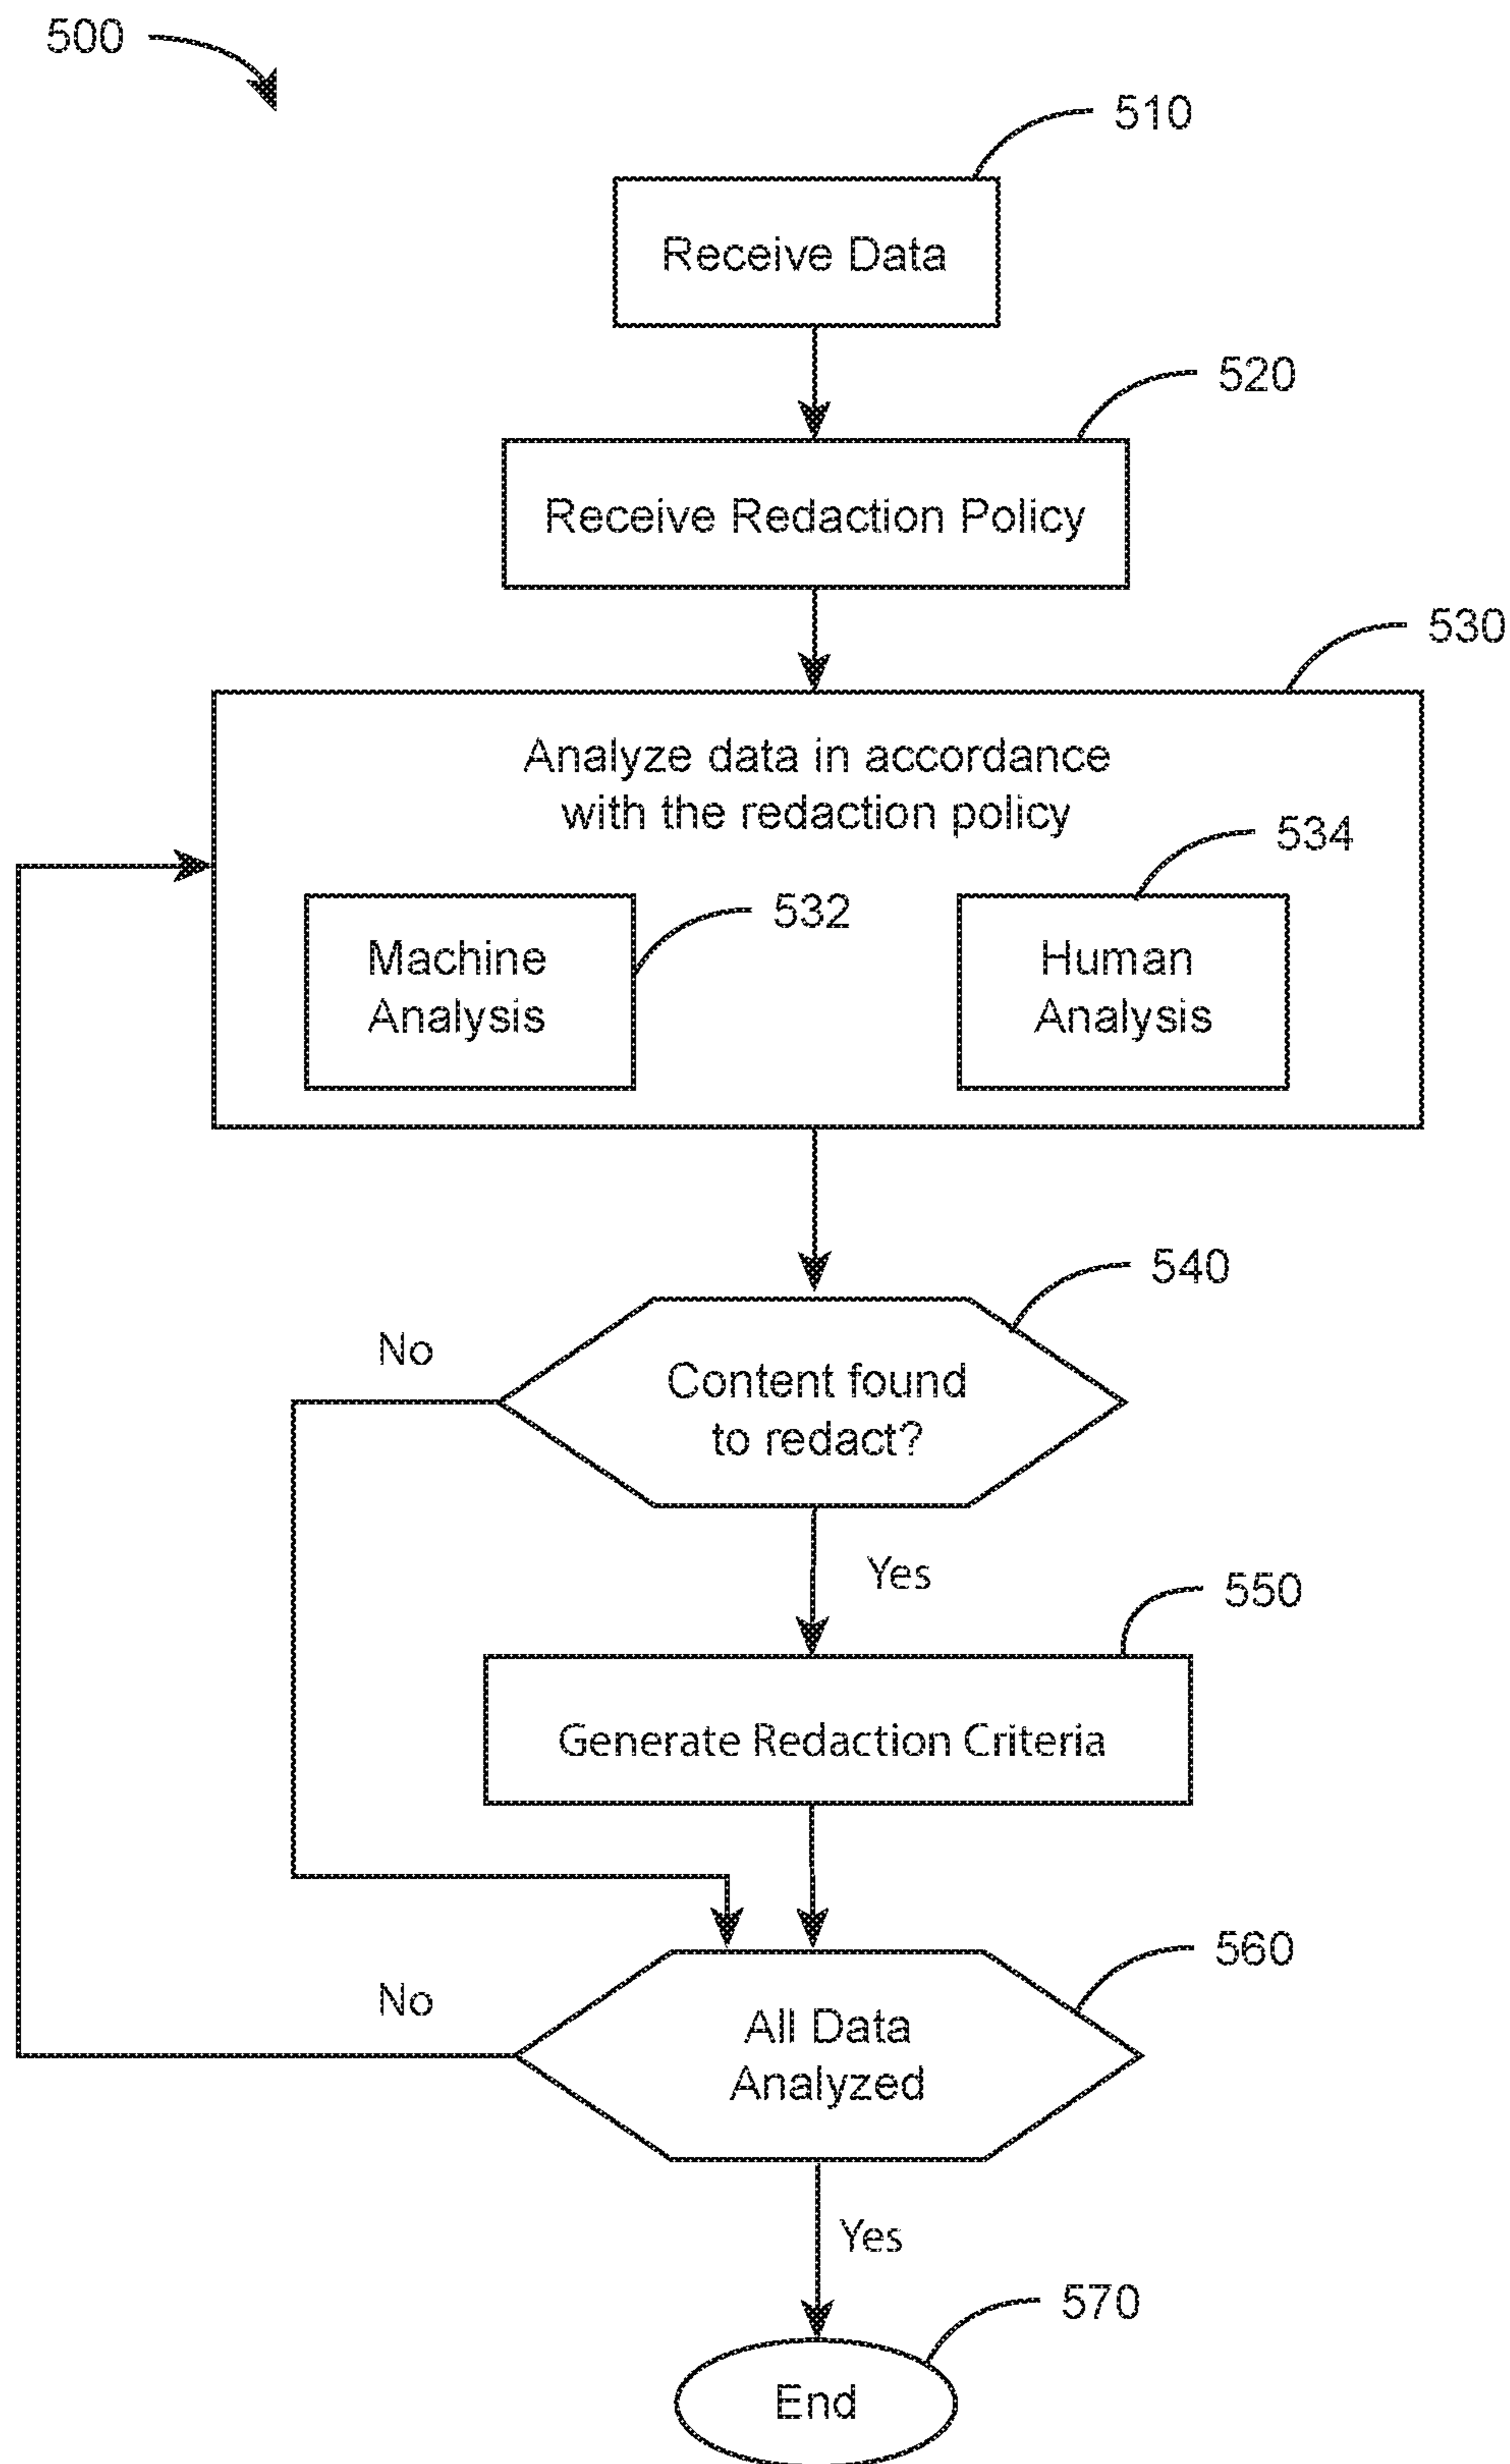 500
510
Receive Data
520
Receive Redaction Policy
530
Analyze data in accordance
with the redaction policy
534
532
Machine
Analysis
Human
Analysis
540
No
Content found
to redact?
Yes
550
Generate Redaction Criteria
560
No
All Data
Analyzed
Yes
570
End